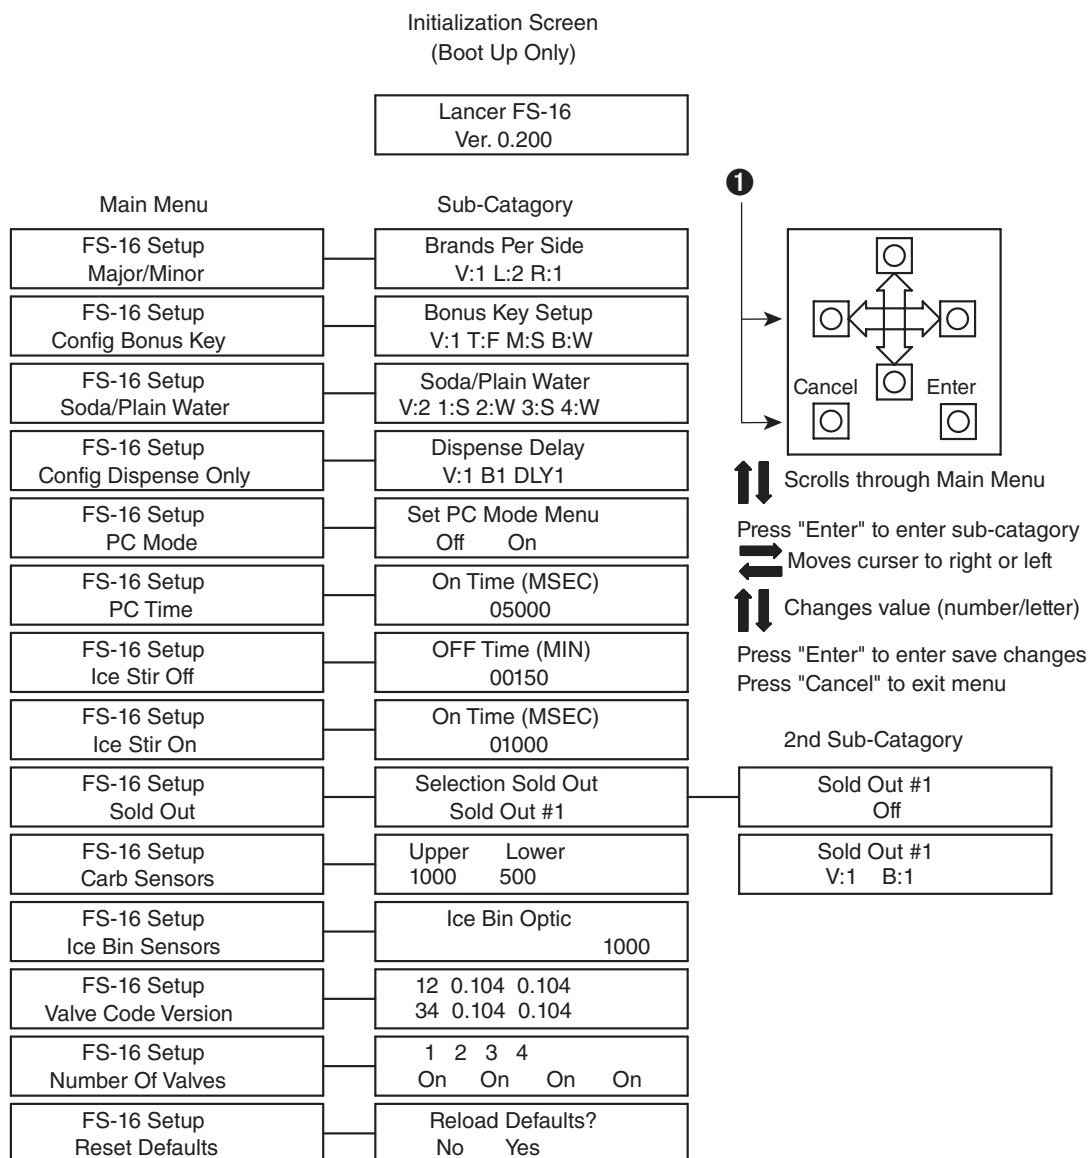 Initialization Screen
(Boot Up Only)
Lancer FS-16
Ver. 0.200
Main Menu
Sub-Catagory
FS-16 Setup
Major/Minor
Brands Per Side
V:1 L:2 R:1
FS-16 Setup
Config Bonus Key
Bonus Key Setup
V:1 T:F M:S B:W
FS-16 Setup
Soda/Plain Water
Soda/Plain Water
V:2 1:S 2:W 3:S 4:W
FS-16 Setup
Config Dispense Only
Dispense Delay
V:1 B1 DLY1
FS-16 Setup
PC Mode
Set PC Mode Menu
Off On
FS-16 Setup
PC Time
On Time (MSEC)
05000
FS-16 Setup
Ice Stir Off
OFF Time (MIN)
00150
FS-16 Setup
Ice Stir On
On Time (MSEC)
01000
FS-16 Setup
Sold Out
Selection Sold Out
Sold Out #1
FS-16 Setup
Carb Sensors
Upper Lower
1000 500
FS-16 Setup
Ice Bin Sensors
Ice Bin Optic
1000
FS-16 Setup
Valve Code Version
12 0.104 0.104
34 0.104 0.104
FS-16 Setup
Number Of Valves
1 2 3 4
On On On On
FS-16 Setup
Reset Defaults
Reload Defaults?
No Yes
1
Cancel Enter
Scrolls through Main Menu
Press "Enter" to enter sub-catagory
Moves curser to right or left
Changes value (number/letter)
Press "Enter" to enter save changes
Press "Cancel" to exit menu
2nd Sub-Catagory
Sold Out #1
Off
Sold Out #1
V:1 B:1